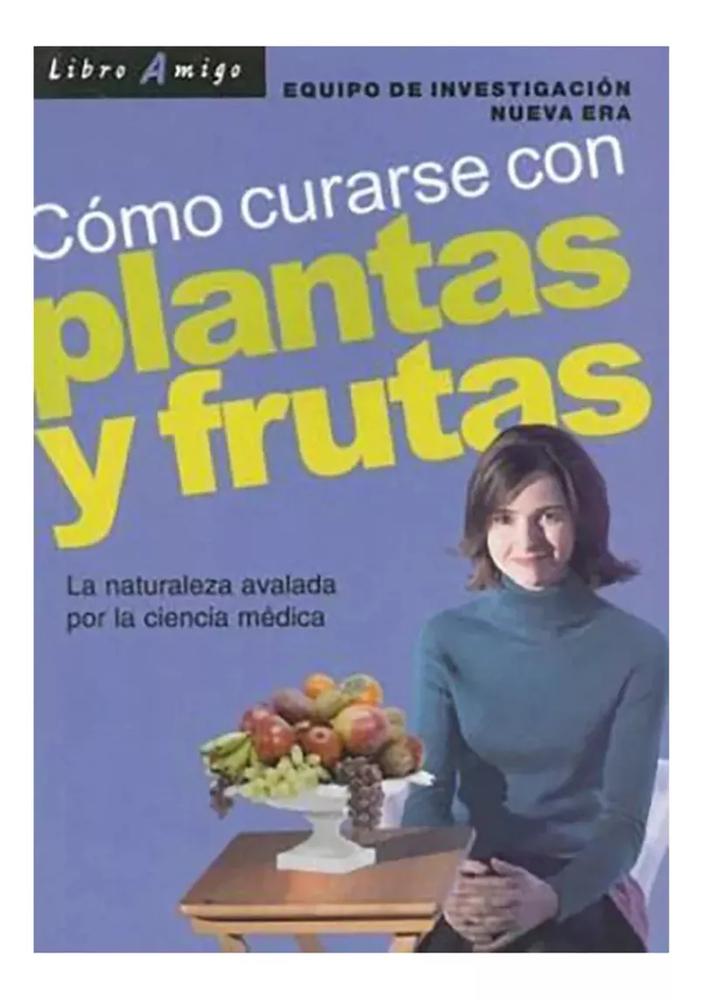 Libro Amigo
EQUIPO DE INVESTIGACIÓN
NUEVA ERA
Cómo curarse con
plantas
y frutas
La naturaleza avalada
por la ciencia médica